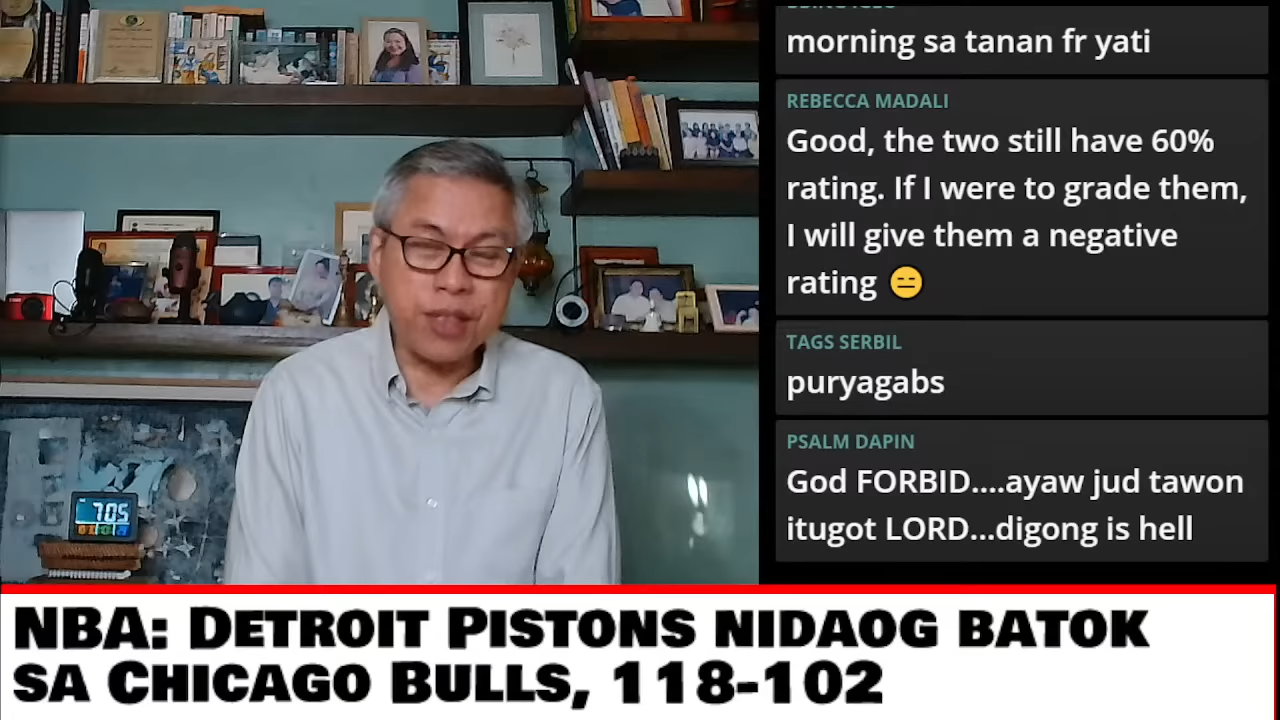 morning sa tanan fr yati
REBECCA MADALI
Good, the two still have 60%
rating. If I were to grade them,
I will give them a negative
rating 😑
TAGS SERBIL
puryagabs
PSALM DAPIN
God FORBID....ayaw jud tawon
itugot LORD...digong is hell
7:05
NBA: DETROIT PISTONS NIDAOG BATOK
SA CHICAGO BULLS, 118-102